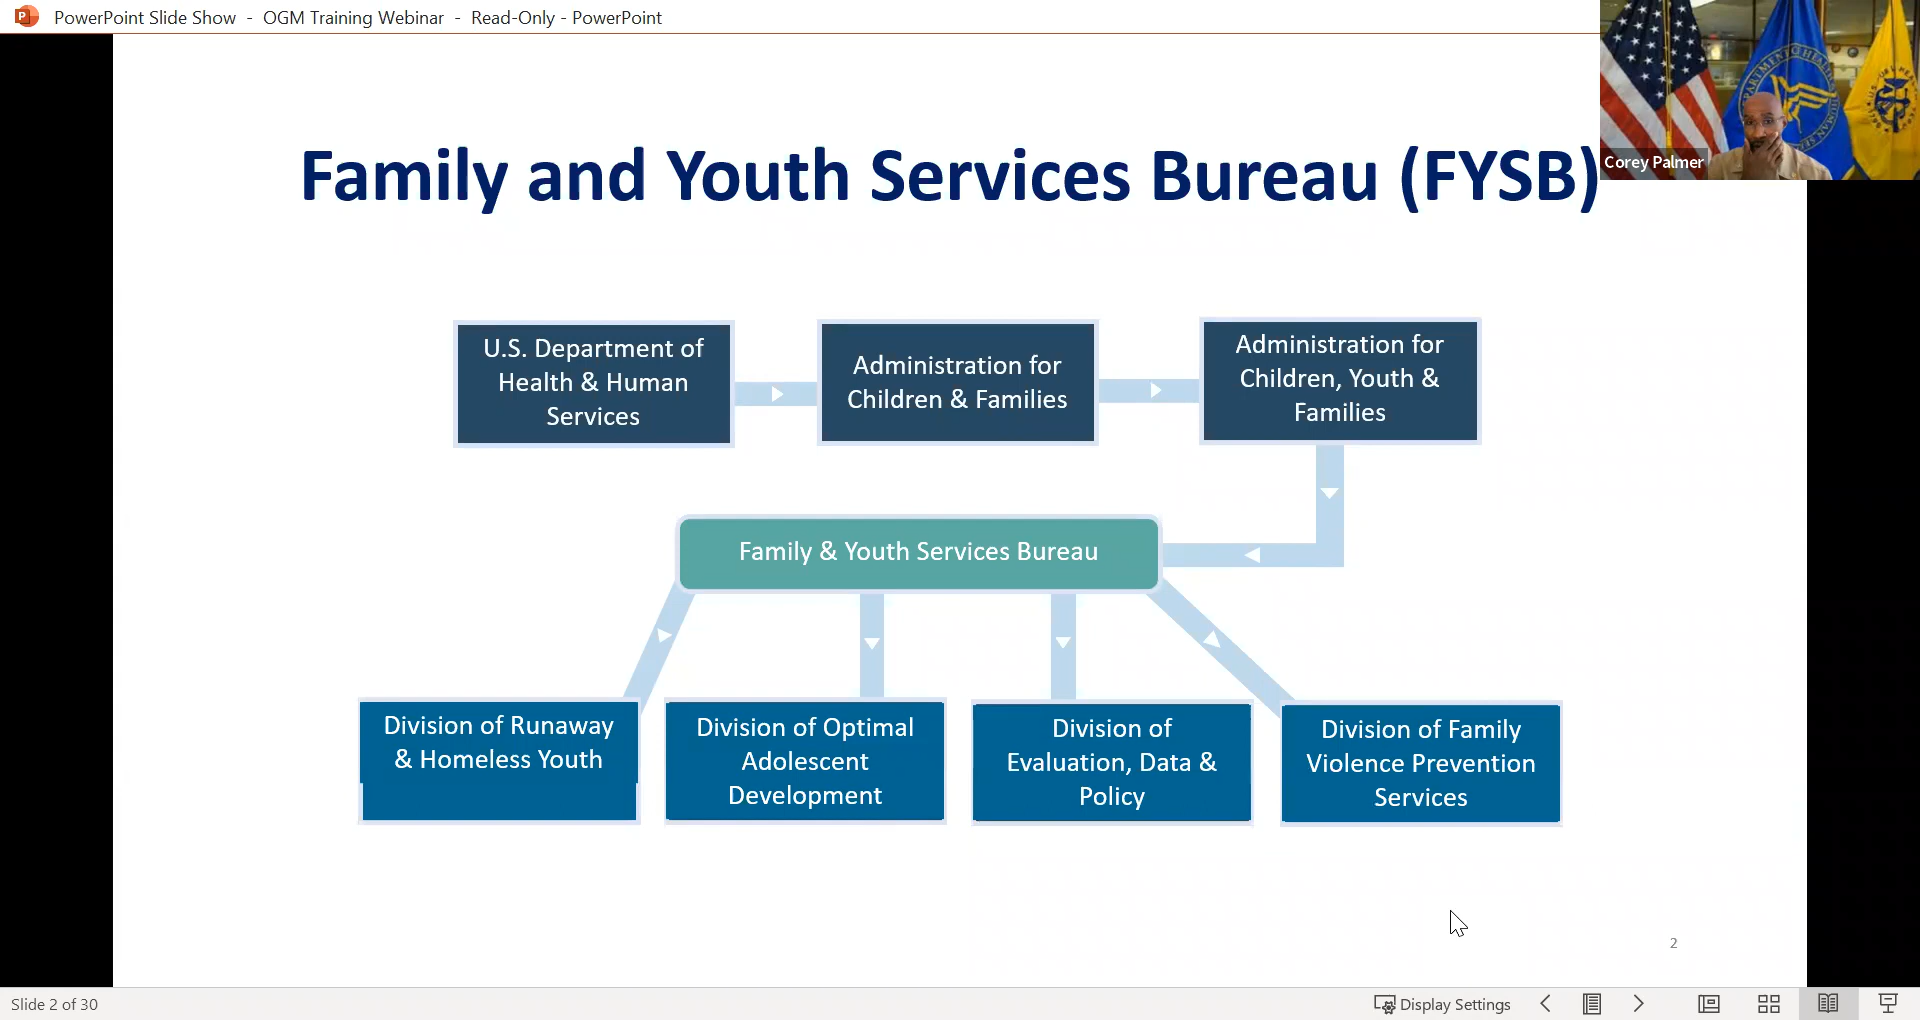 PowerPoint Slide Show - OGM Training Webinar - Read-Only - PowerPoint
Corey Palmer
Family and Youth Services Bureau (FYSB)
U.S. Department of
Health & Human
Services
Administration for
Children & Families
Administration for
Children, Youth &
Families
Family & Youth Services Bureau
Division of Runaway
& Homeless Youth
Division of Optimal
Adolescent
Development
Division of
Evaluation, Data &
Policy
Division of Family
Violence Prevention
Services
2
Slide 2 of 30
Display Settings